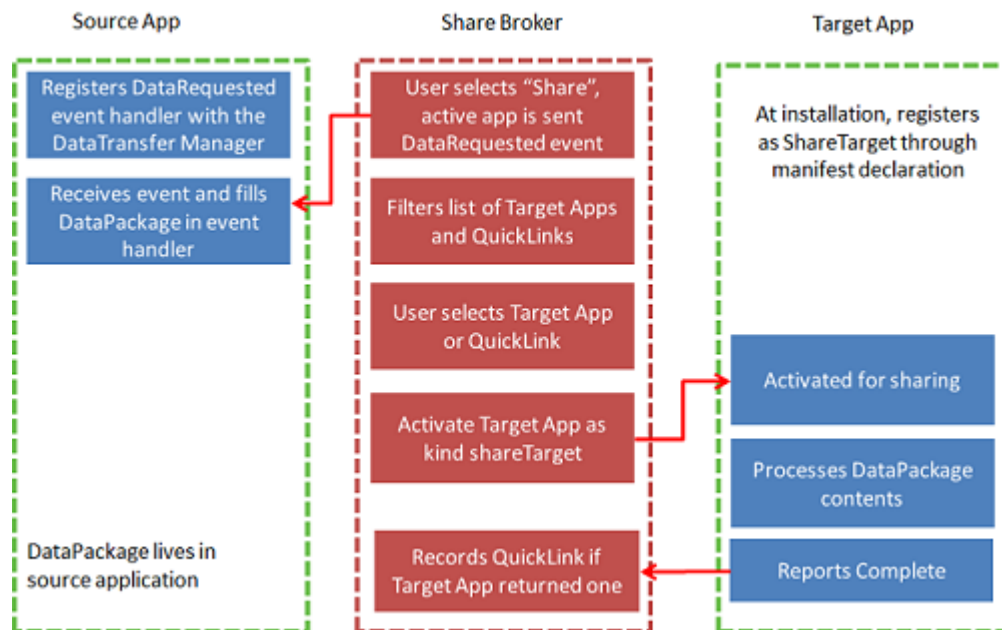 Source App
Registers DataRequested
event handler with the
DataTransfer Manager
Receives event and fills
DataPackage in event
handler
DataPackage lives in
source application
Share Broker
User selects “Share”,
active app is sent
DataRequested event
Filters list of Target Apps
and QuickLinks
User selects Target App
or QuickLink
Activate Target App as
kind shareTarget
Records QuickLink if
Target App returned one
Target App
At installation, registers
as ShareTarget through
manifest declaration
Activated for sharing
Processes DataPackage
contents
Reports Complete